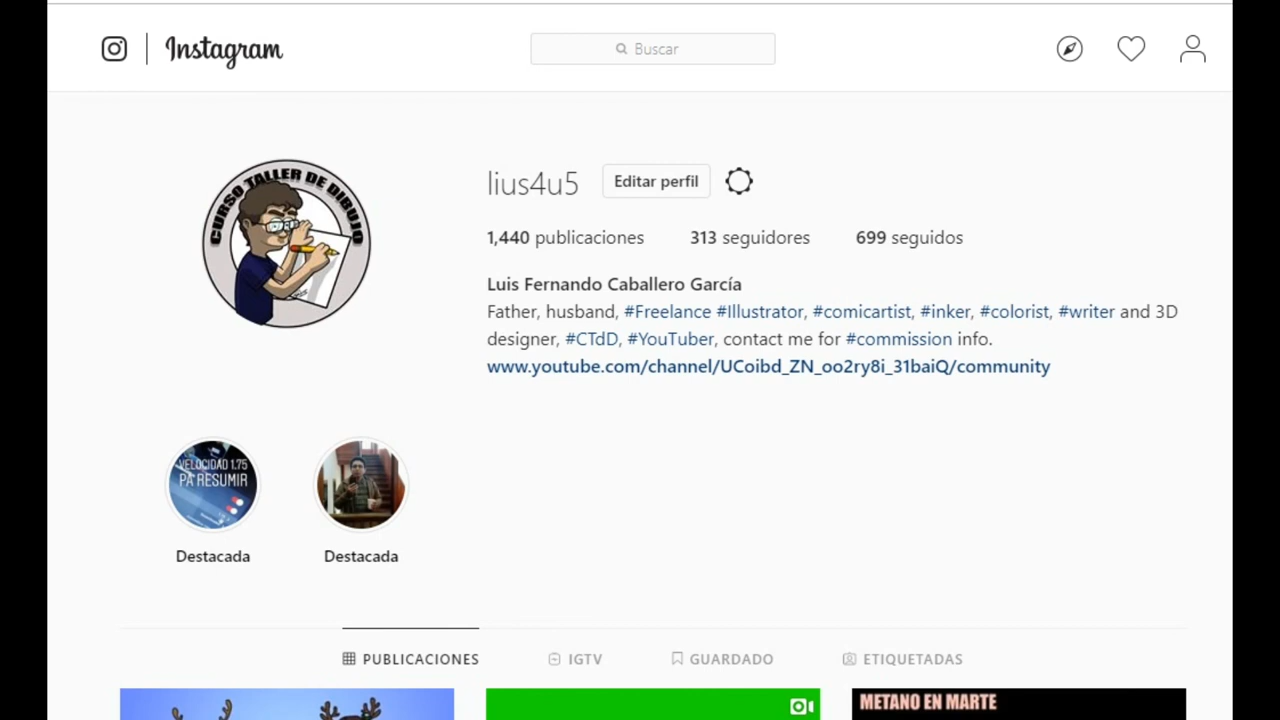 Instagram
Buscar
CURSO TALLER DE DIBUJO
lius4u5
Editar perfil
1,440 publicaciones 313 seguidores 699 seguidos
Luis Fernando Caballero García
Father, husband, #Freelance #Illustrator, #comicartist, #inker, #colorist, #writer and 3D
designer, #CTdD, #YouTuber, contact me for #commission info.
www.youtube.com/channel/UCoibd_ZN_oo2ry8i_31baiQ/community
VELOCIDAD 1.75
PA RESUMIR
Destacada Destacada
PUBLICACIONES IGTV GUARDADO ETIQUETADAS
METANO EN MARTE